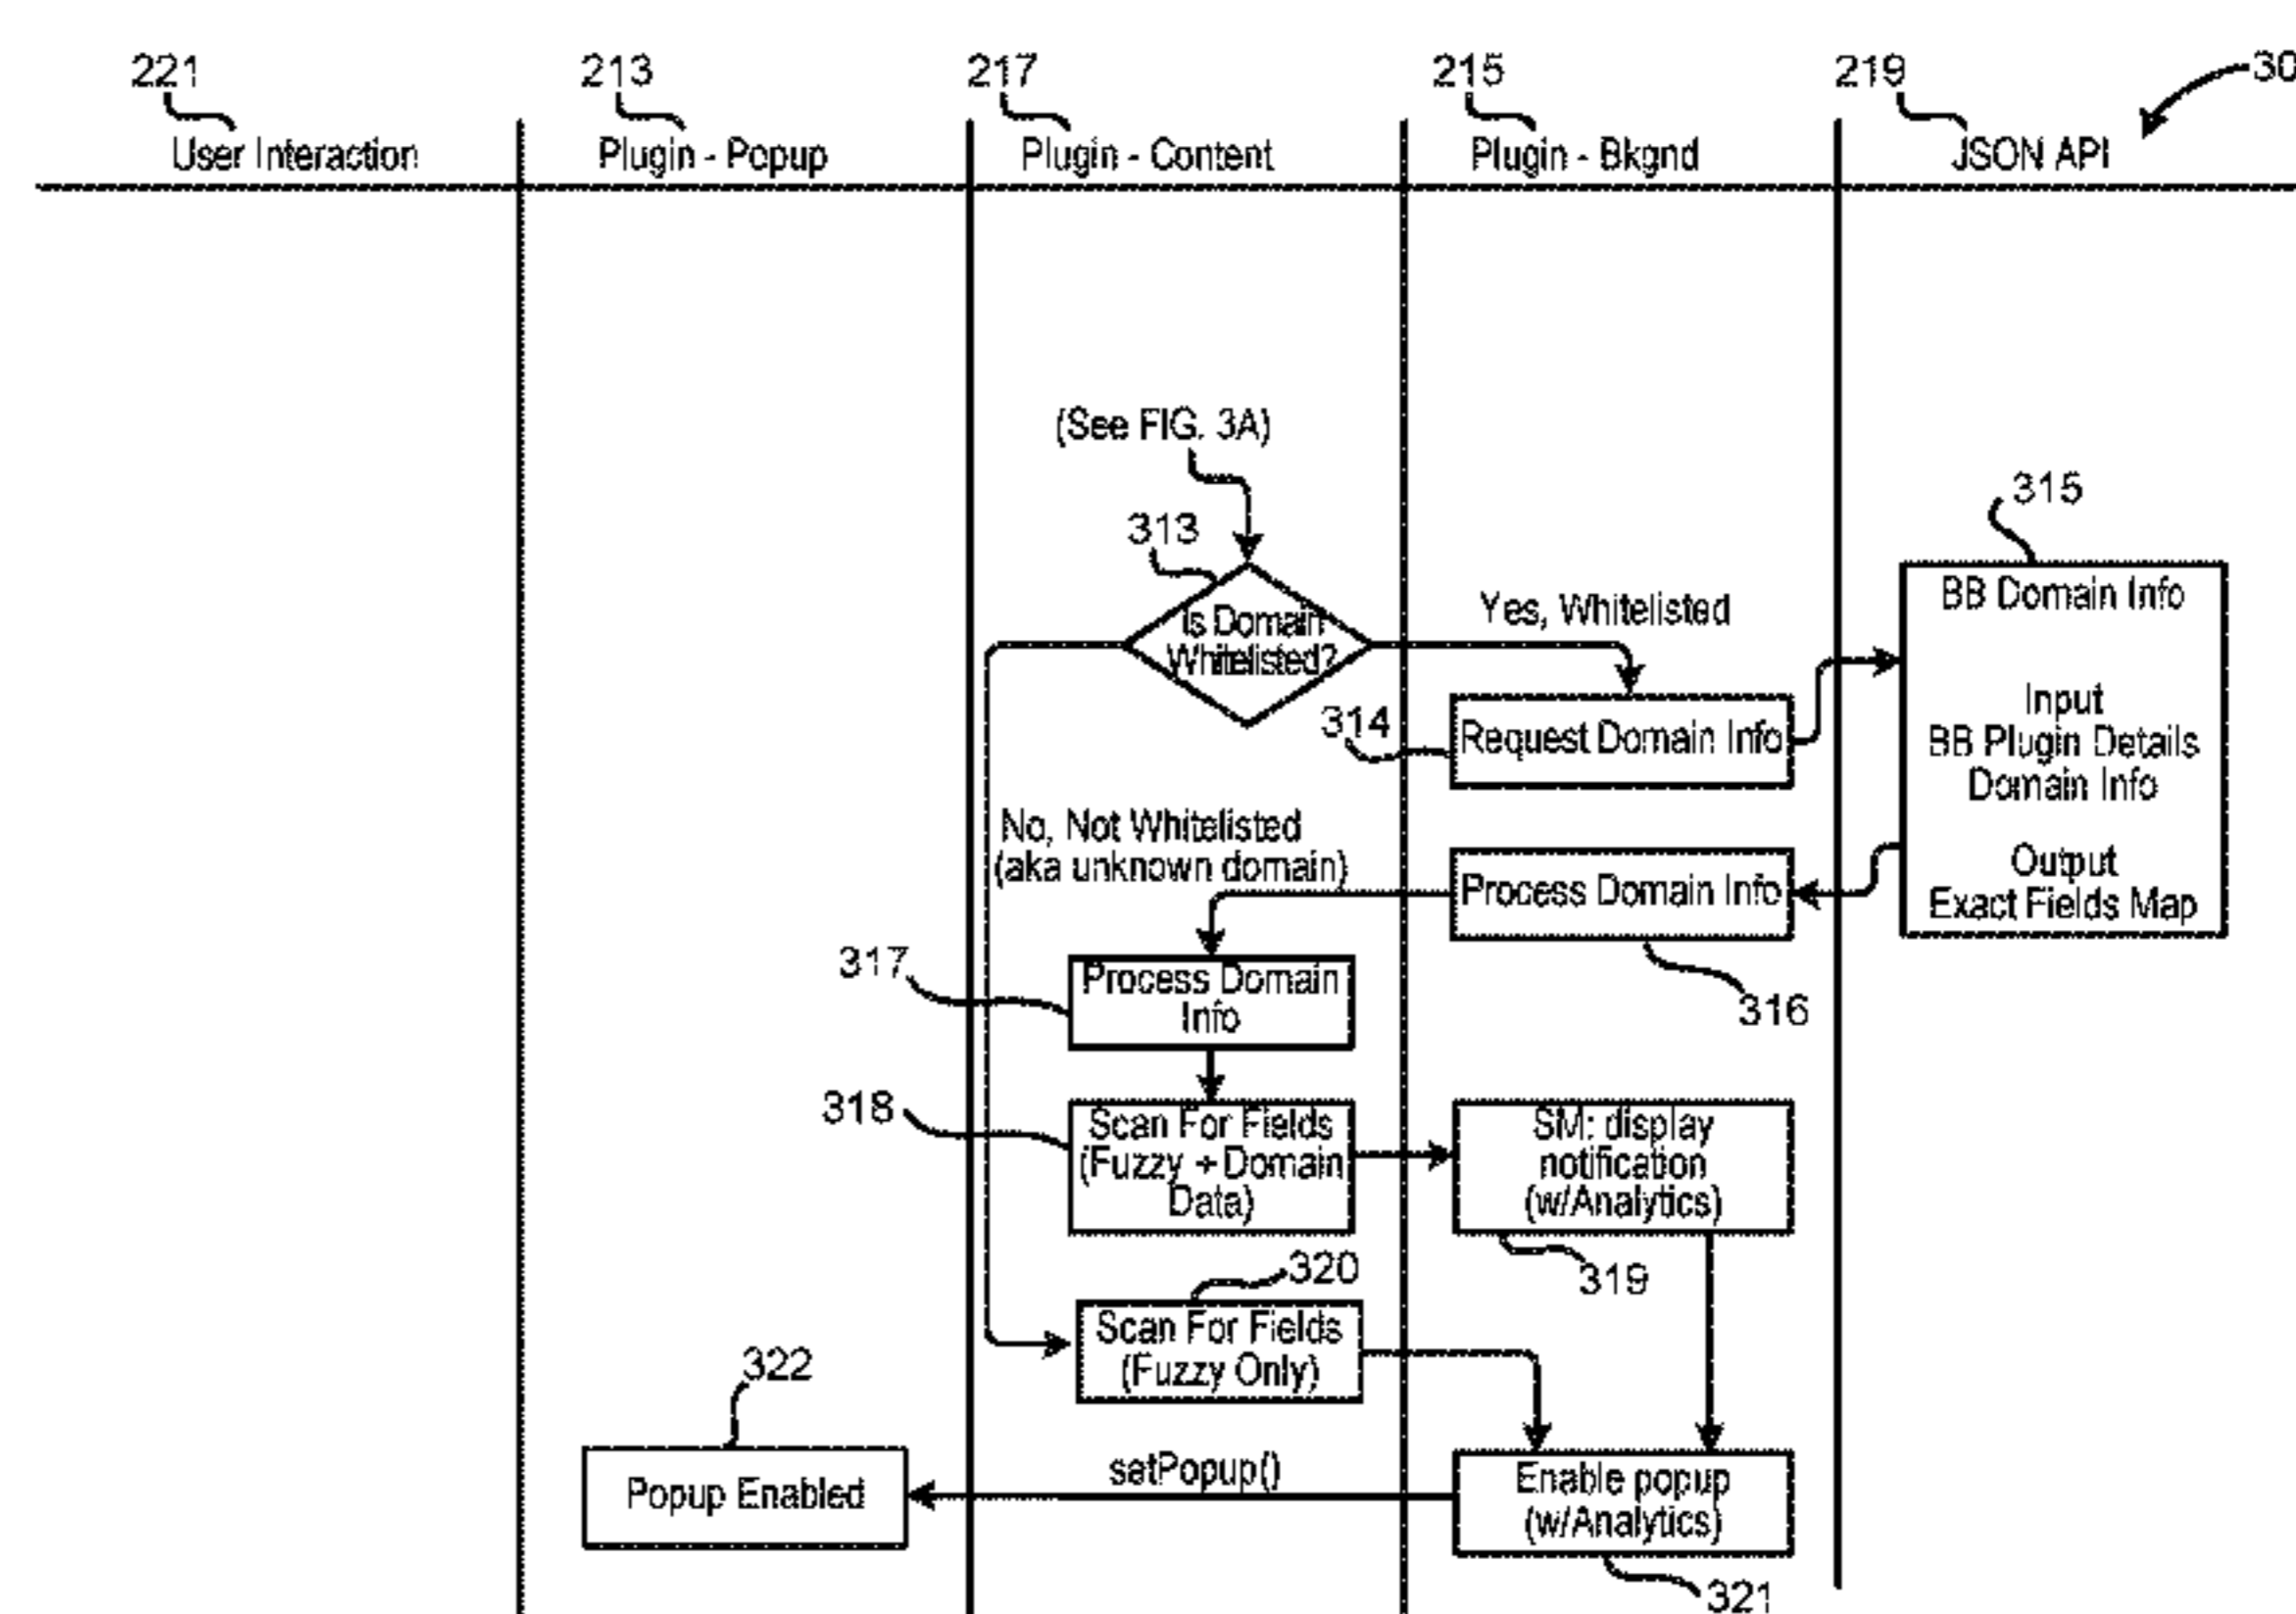 221
213
217
215
219
30
User Interaction
Plugin - Popup
Plugin - Content
Plugin - Bkgnd
JSON API
(See FIG. 3A)
313
Is Domain
Whitelisted?
Yes, Whitelisted
315
BB Domain Info
Input
BB Plugin Details
Domain Info
Output
Exact Fields Map
314
Request Domain Info
No, Not Whitelisted
(aka unknown domain)
Process Domain Info
316
317
Process Domain
Info
318
Scan For Fields
(Fuzzy + Domain
Data)
SM: display
notification
(w/Analytics)
319
320
Scan For Fields
(Fuzzy Only)
322
Popup Enabled
satPopup()
Enable popup
(w/Analytics)
321